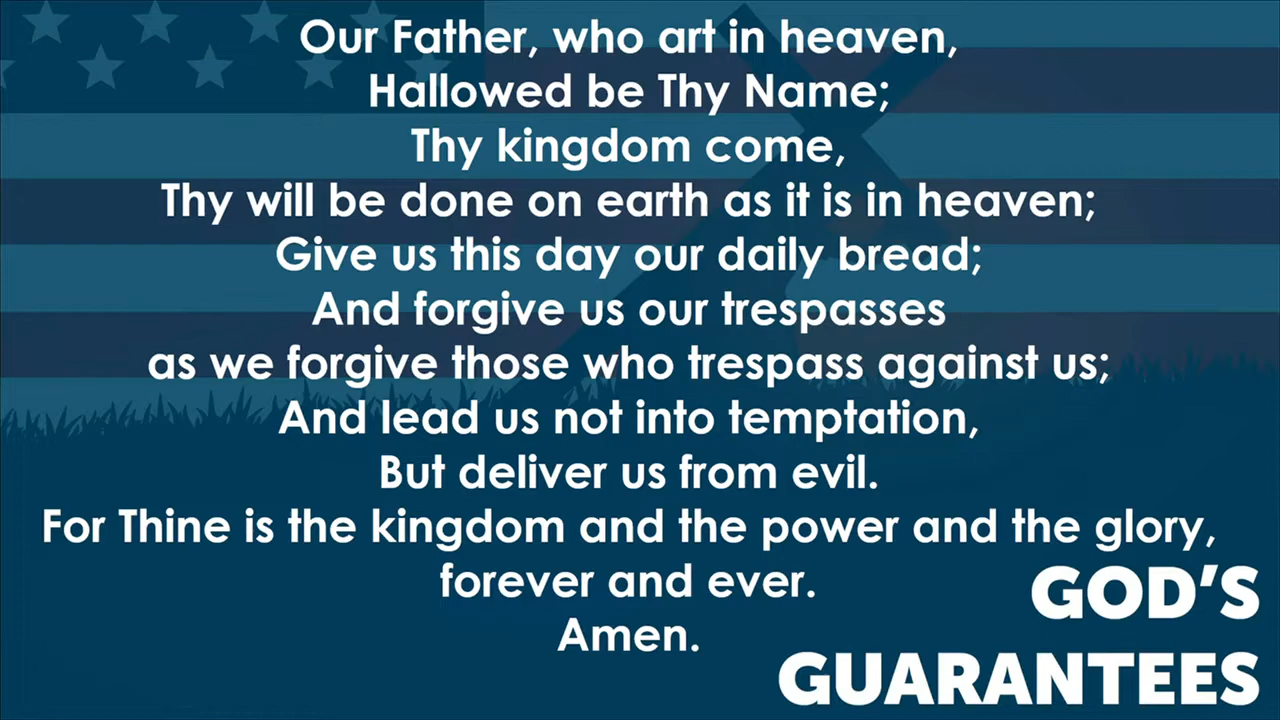 Our Father, who art in heaven,
Hallowed be Thy Name;
Thy kingdom come,
Thy will be done on earth as it is in heaven;
Give us this day our daily bread;
And forgive us our trespasses
as we forgive those who trespass against us;
And lead us not into temptation,
But deliver us from evil.
For Thine is the kingdom and the power and the glory,
forever and ever.
Amen.
GOD'S
GUARANTEES